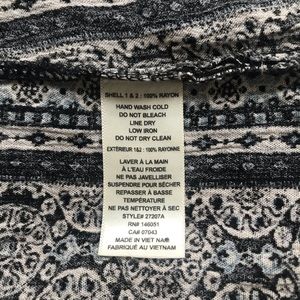 SHELL 1 & 2 : 100% RAYON
HAND WASH COLD
DO NOT BLEACH
LINE DRY
LOW IRON
DO NOT DRY CLEAN
EXTÉRIEUR 1&2 : 100% RAYONNE
LAVER À LA MAIN
À L'EAU FROIDE
NE PAS JAVELLISER
SUSPENDRE POUR SÉCHER
REPASSER À BASSE
TEMPÉRATURE
NE PAS NETTOYER À SEC
STYLE# 27207A
RN# 146051
CA# 07043
MADE IN VIET NAM
FABRIQUÉ AU VIETNAM